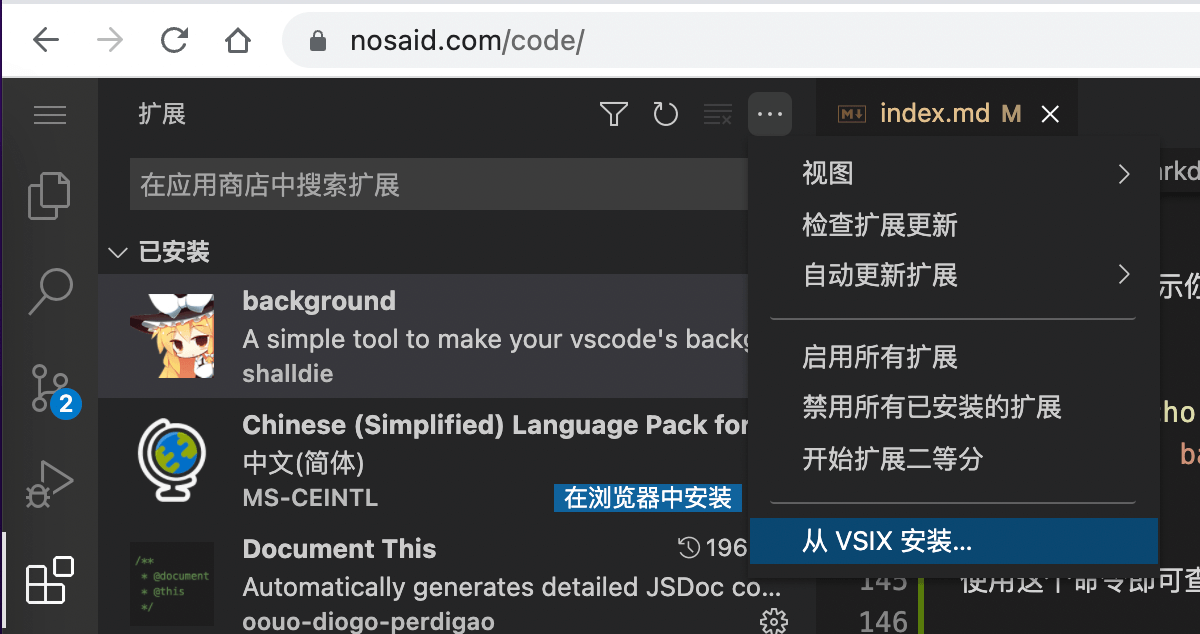 nosaid.com/code/
扩展
index.md M
在应用商店中搜索扩展
已安装
background
A simple tool to make your vscode's backg
shalldie
Chinese (Simplified) Language Pack for
中文(简体)
MS-CEINTL
在浏览器中安装
Document This
196
Automatically generates detailed JSDoc co...
oouo-diogo-perdigao
/**
* @document
* @this
*/
2
视图
检查扩展更新
自动更新扩展
启用所有扩展
禁用所有已安装的扩展
开始扩展二等分
从 VSIX 安装...
arkd
示你
cho
ba
145
使用这个命令即可查
146